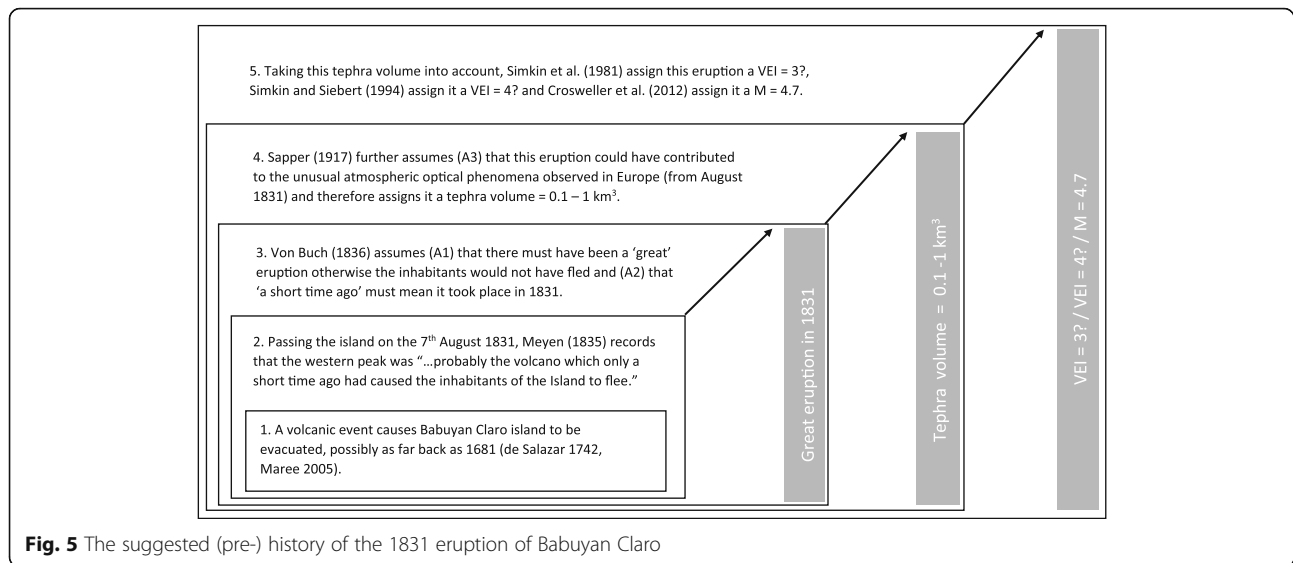 5. Taking this tephra volume into account, Simkin et al. (1981) assign this eruption a VEI = 3?,
Simkin and Siebert (1994) assign it a VEI = 4? and Crosweller et al. (2012) assign it a M = 4.7.
4. Sapper (1917) further assumes (A3) that this eruption could have contributed
to the unusual atmospheric optical phenomena observed in Europe (from August
1831) and therefore assigns it a tephra volume = 0.1 – 1 km³.
3. Von Buch (1836) assumes (A1) that there must have been a ‘great’
eruption otherwise the inhabitants would not have fled and (A2) that
‘a short time ago’ must mean it took place in 1831.
2. Passing the island on the 7th August 1831, Meyen (1835) records
that the western peak was “…probably the volcano which only a
short time ago had caused the inhabitants of the Island to flee.”
1. A volcanic event causes Babuyan Claro island to be
evacuated, possibly as far back as 1681 (de Salazar 1742,
Maree 2005).
Great eruption in 1831
Tephra volume = 0.1 -1 km³
VEI = 3? / VEI = 4? / M = 4.7
Fig. 5 The suggested (pre-) history of the 1831 eruption of Babuyan Claro